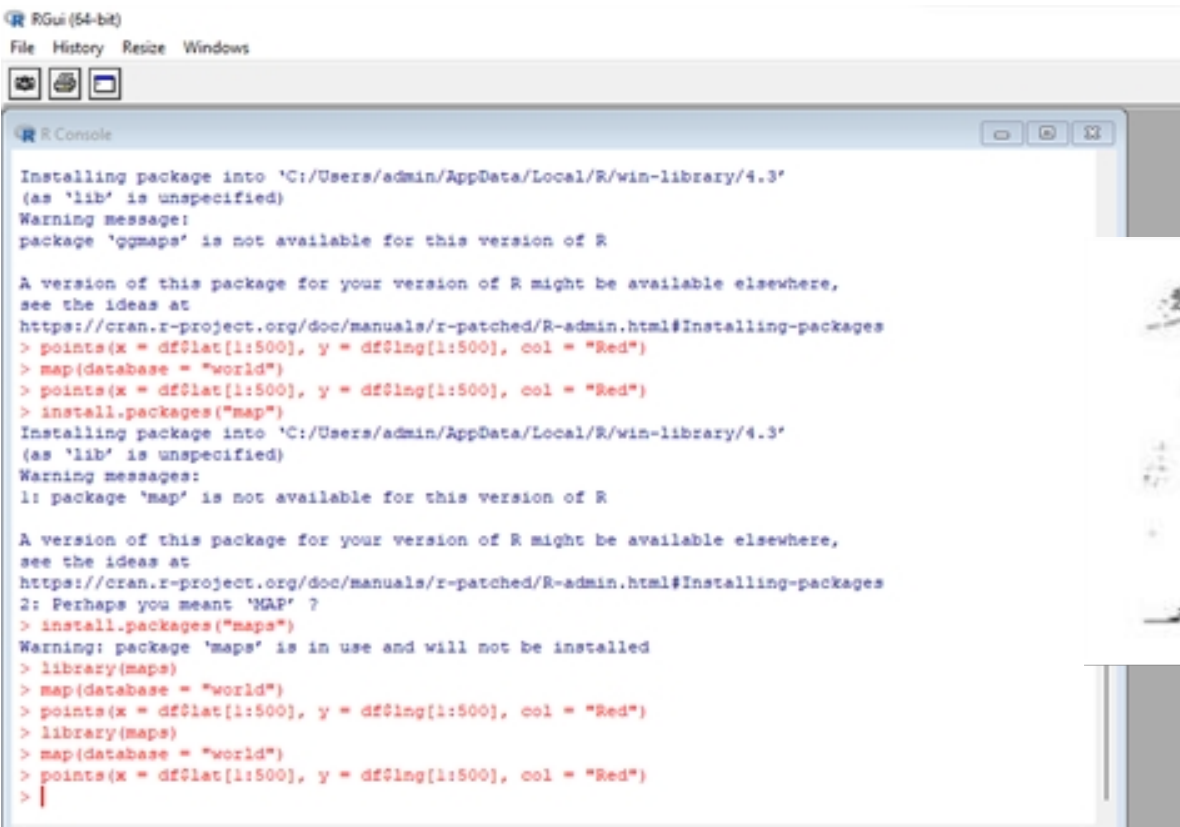 RGui (64-bit)
File History Resize Windows
R Console
Installing package into ‘C:/Users/admin/AppData/Local/R/win-library/4.3’
(as ‘lib’ is unspecified)
Warning message:
package ‘ggmaps’ is not available for this version of R
A version of this package for your version of R might be available elsewhere,
see the ideas at
https://cran.r-project.org/doc/manuals/r-patched/R-admin.html#Installing-packages
> points(x = df$lat[1:500], y = df$lng[1:500], col = "Red")
> map(database = "world")
> points(x = df$lat[1:500], y = df$lng[1:500], col = "Red")
> install.packages("map")
Installing package into ‘C:/Users/admin/AppData/Local/R/win-library/4.3’
(as ‘lib’ is unspecified)
Warning messages:
1: package ‘map’ is not available for this version of R
A version of this package for your version of R might be available elsewhere,
see the ideas at
https://cran.r-project.org/doc/manuals/r-patched/R-admin.html#Installing-packages
2: Perhaps you meant ‘MAP’ ?
> install.packages("maps")
Warning: package ‘maps’ is in use and will not be installed
> library(maps)
> map(database = "world")
> points(x = df$lat[1:500], y = df$lng[1:500], col = "Red")
> library(maps)
> map(database = "world")
> points(x = df$lat[1:500], y = df$lng[1:500], col = "Red")
>